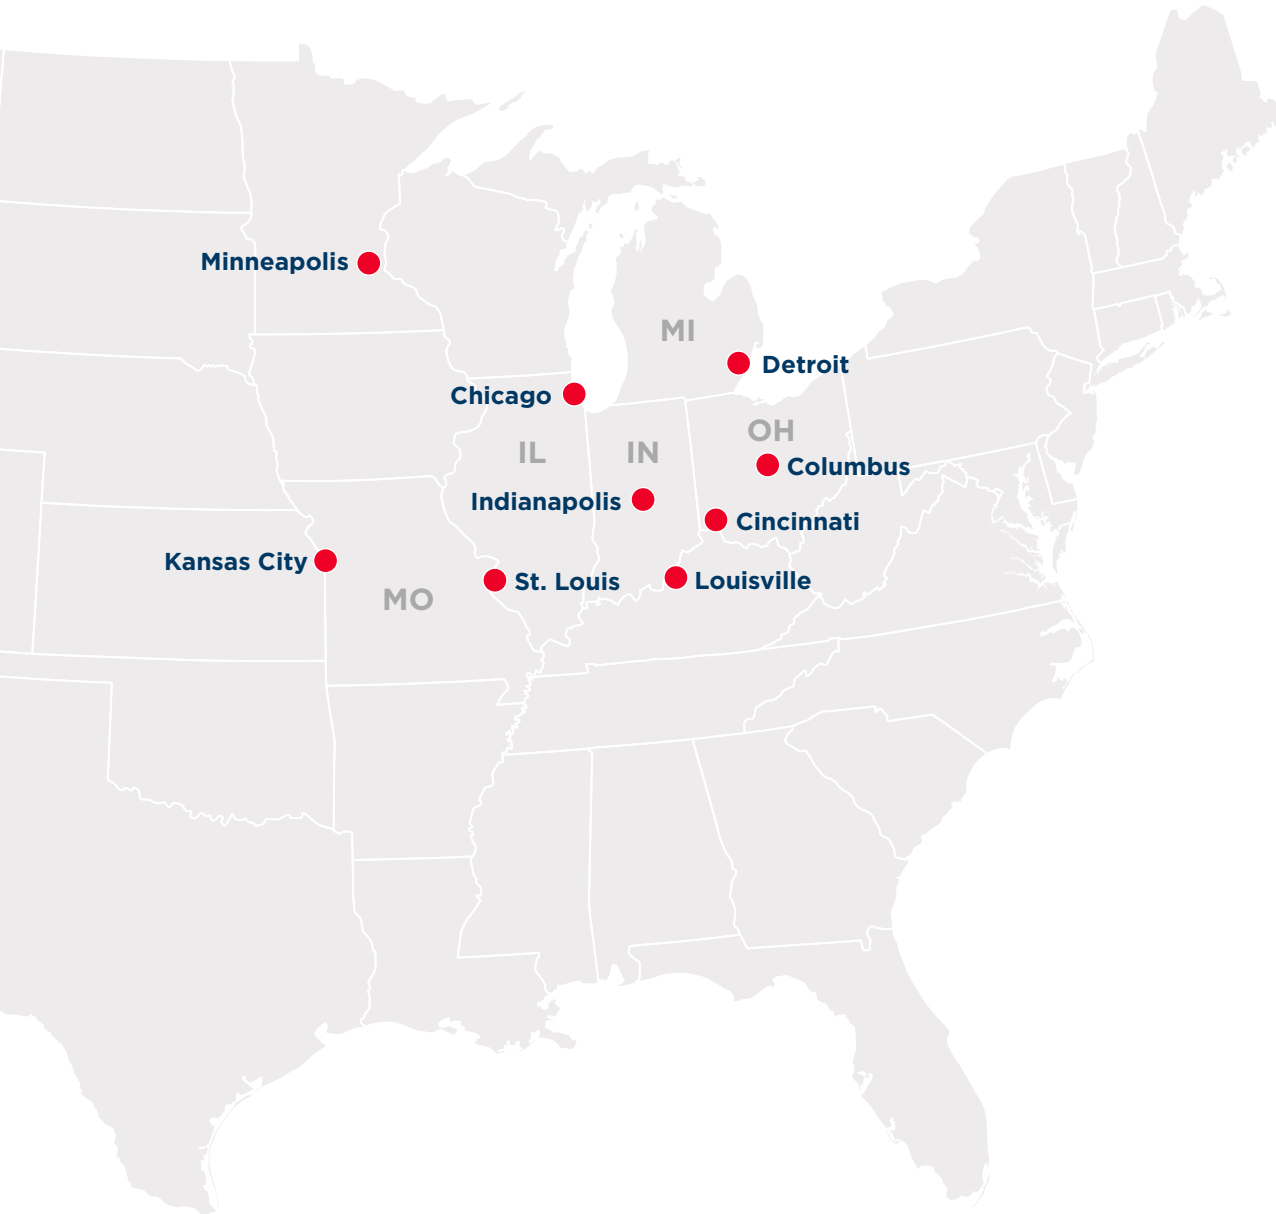 Minneapolis
MI
Detroit
Chicago
OH
IL
IN
Columbus
Indianapolis
Cincinnati
Kansas City
St. Louis
Louisville
MO